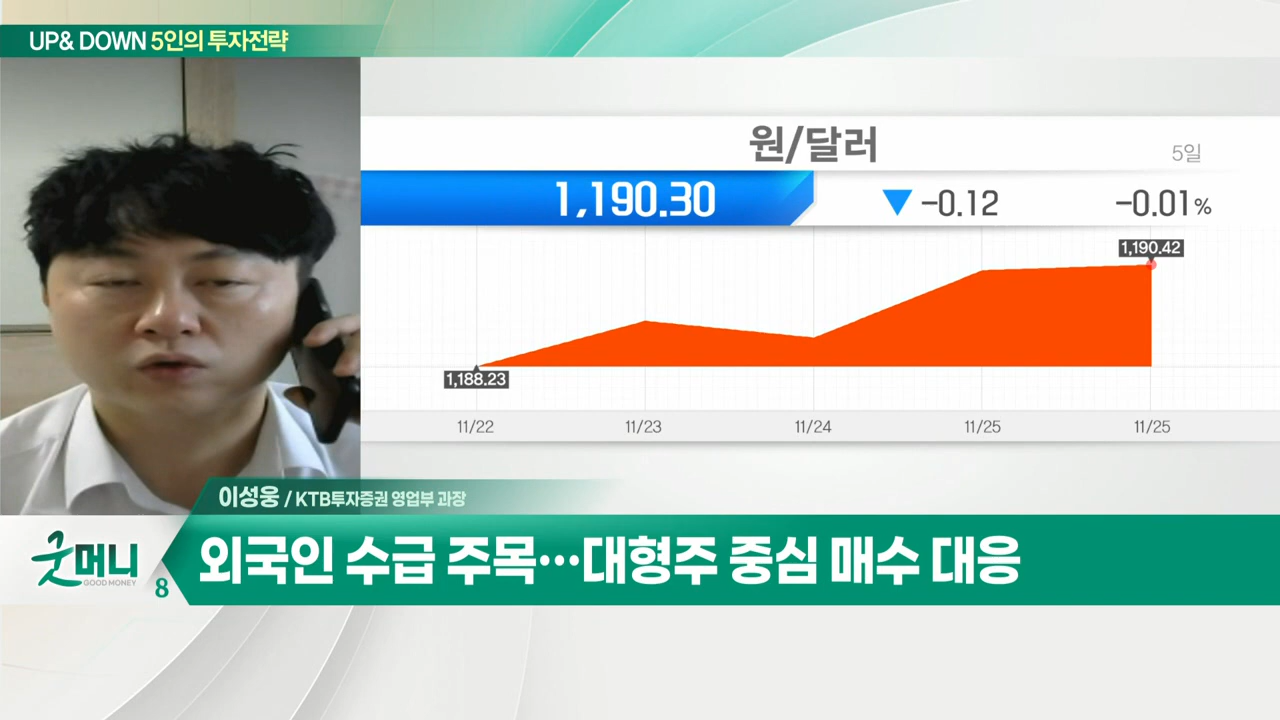 UP& DOWN 5인의 투자전략
원/달러
5일
1,190.30
▼ -0.12
-0.01%
1,190.42
1,188.23
11/22 11/23 11/24 11/25 11/25
이성웅 / KTB투자증권 영업부 과장
굿머니
GOOD MONEY
8
외국인 수급 주목…대형주 중심 매수 대응